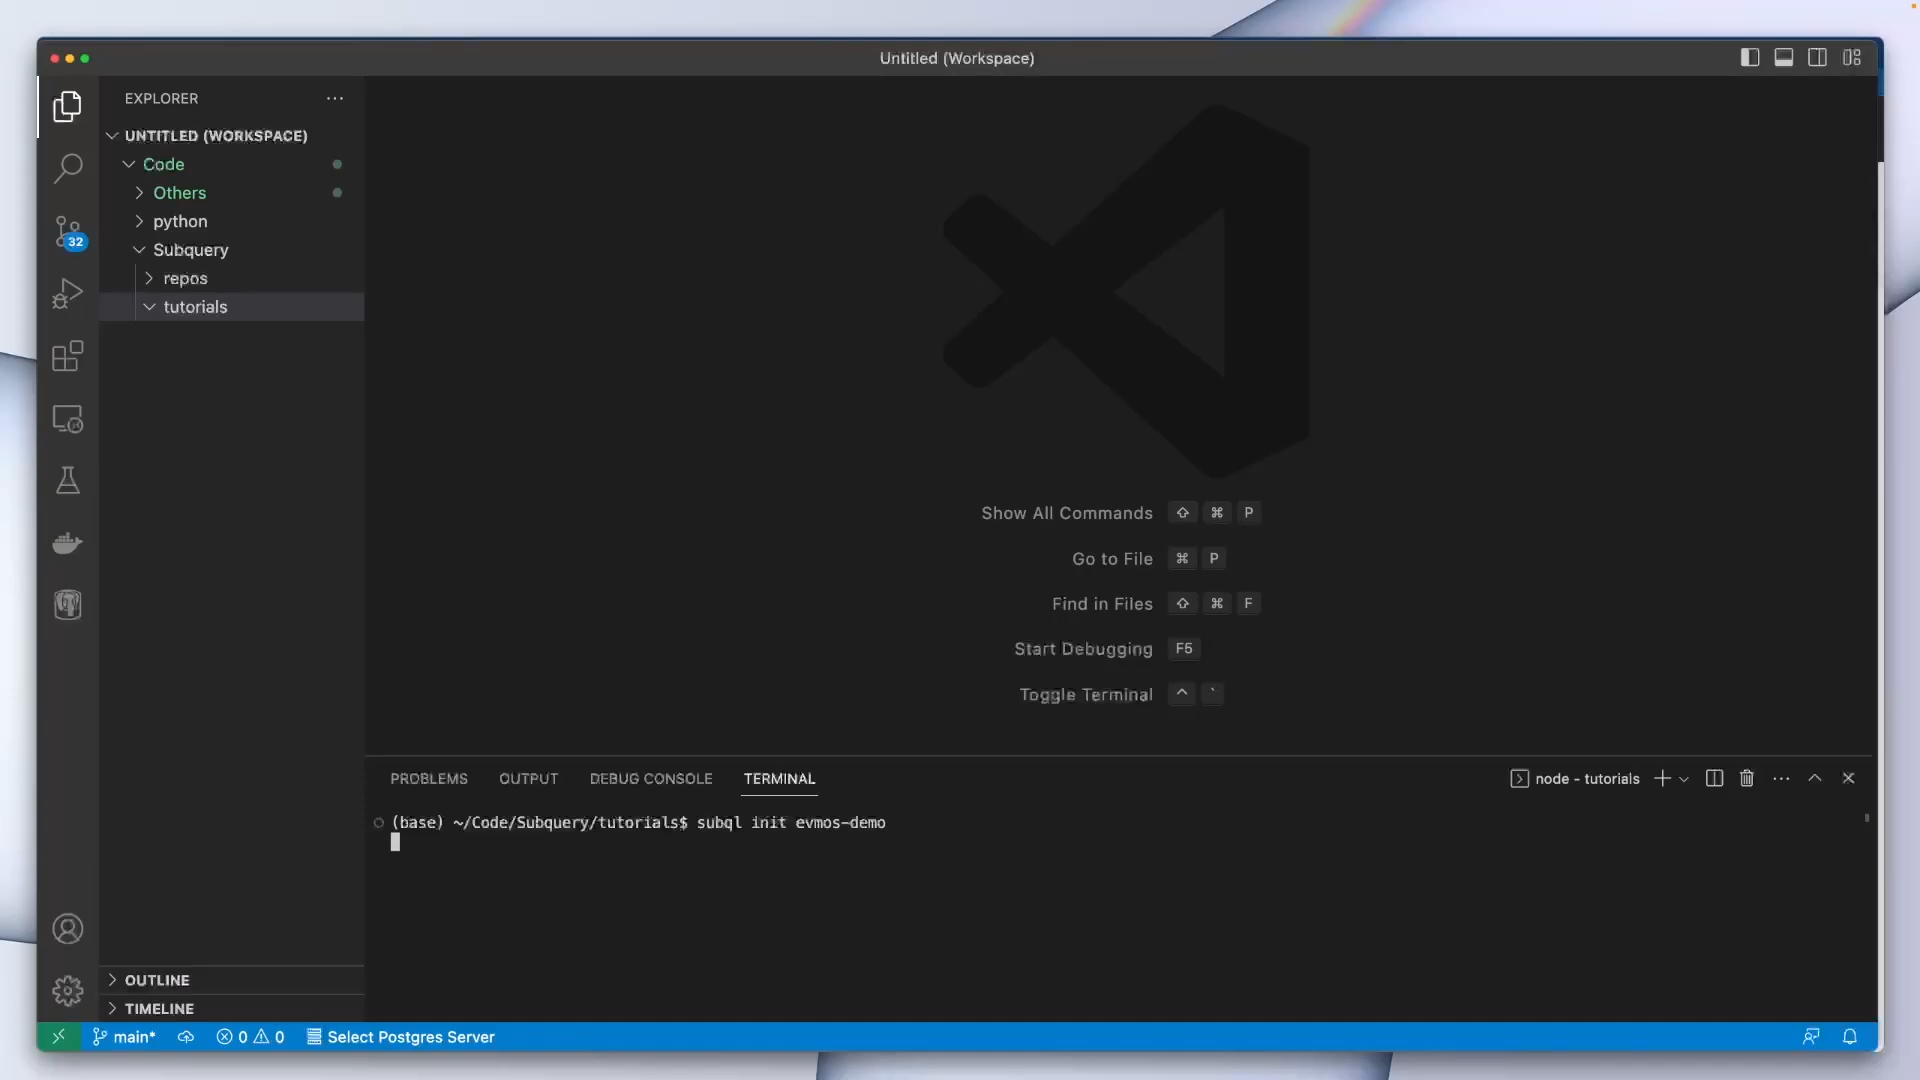 Untitled (Workspace)
EXPLORER
UNTITLED (WORKSPACE)
Code
Others
python
32
Subquery
repos
tutorials
Show All Commands ⇧ ⌘ P
Go to File ⌘ P
Find in Files ⇧ ⌘ F
Start Debugging F5
Toggle Terminal ^ `
PROBLEMS OUTPUT DEBUG CONSOLE TERMINAL node - tutorials
(base) ~/Code/Subquery/tutorials$ subql init evmos-demo
OUTLINE
TIMELINE
main* 0 0 Select Postgres Server